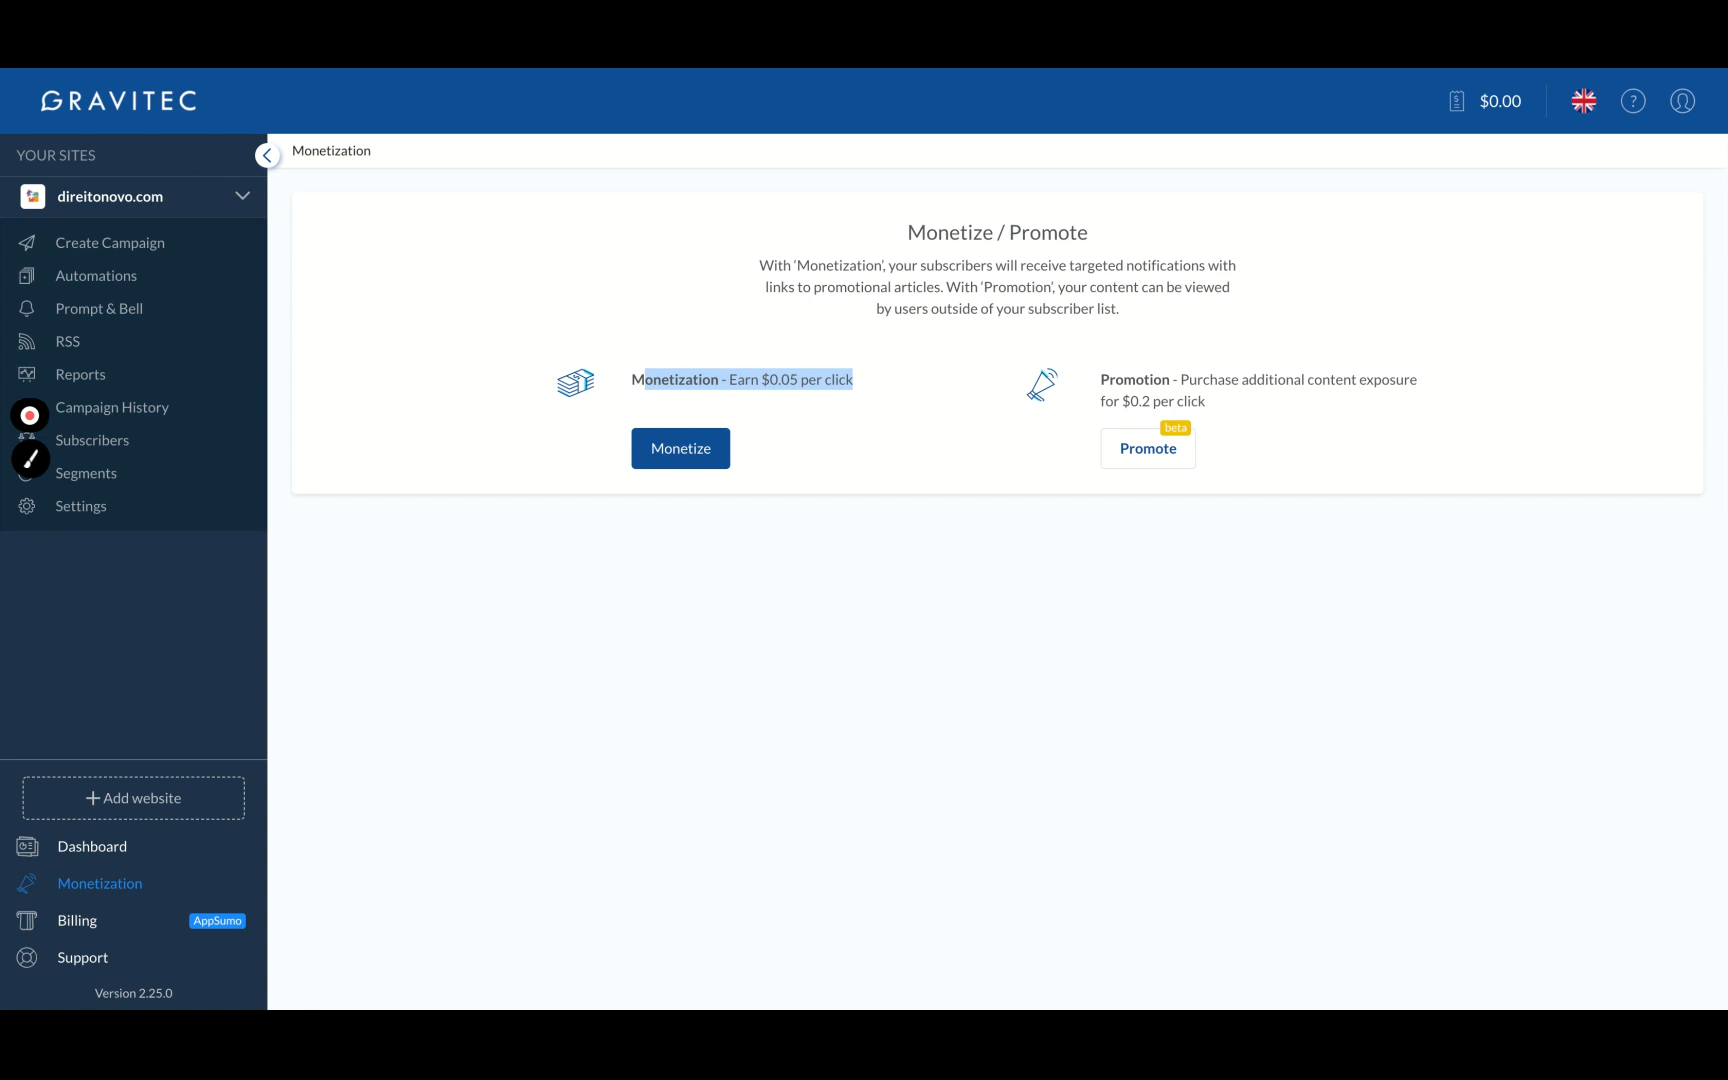 GRAVITEC
$0.00
YOUR SITES
direitonovo.com
Create Campaign
Automations
Prompt & Bell
RSS
Reports
Campaign History
Subscribers
Segments
Settings
+ Add website
Dashboard
Monetization
Billing AppSumo
Support
Version 2.25.0
Monetization
Monetize / Promote
With ‘Monetization’, your subscribers will receive targeted notifications with
links to promotional articles. With ‘Promotion’, your content can be viewed
by users outside of your subscriber list.
Monetization - Earn $0.05 per click
Monetize
Promotion - Purchase additional content exposure
for $0.2 per click
beta
Promote